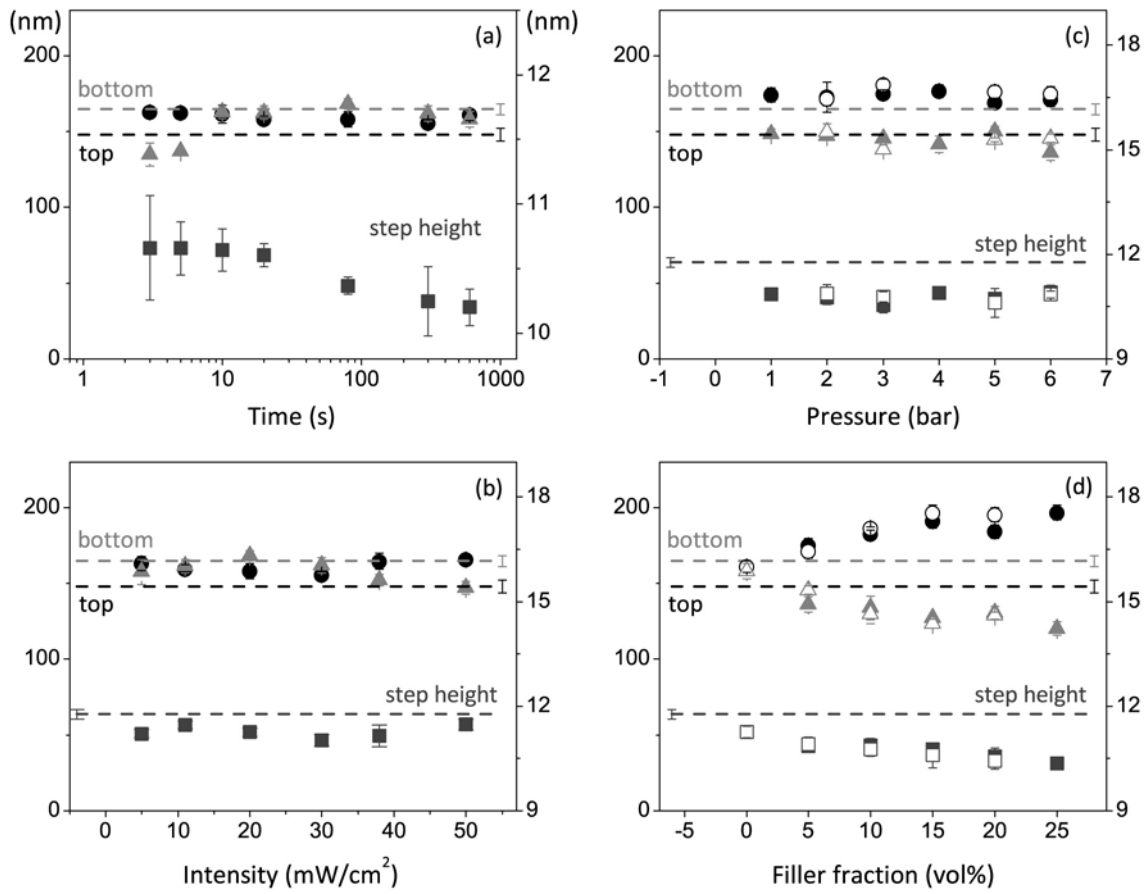 (nm)
(nm)
(a)
200
12
bottom
top
100
11
step height
0
10
1
10
100
1000
Time (s)
(c)
200
18
bottom
top
15
100
step height
12
0
9
-1
0
1
2
3
4
5
6
7
Pressure (bar)
(b)
200
18
bottom
top
15
100
step height
12
0
9
0
10
20
30
40
50
Intensity (mW/cm²)
(d)
200
18
bottom
top
15
100
step height
12
0
9
-5
0
5
10
15
20
25
Filler fraction (vol%)